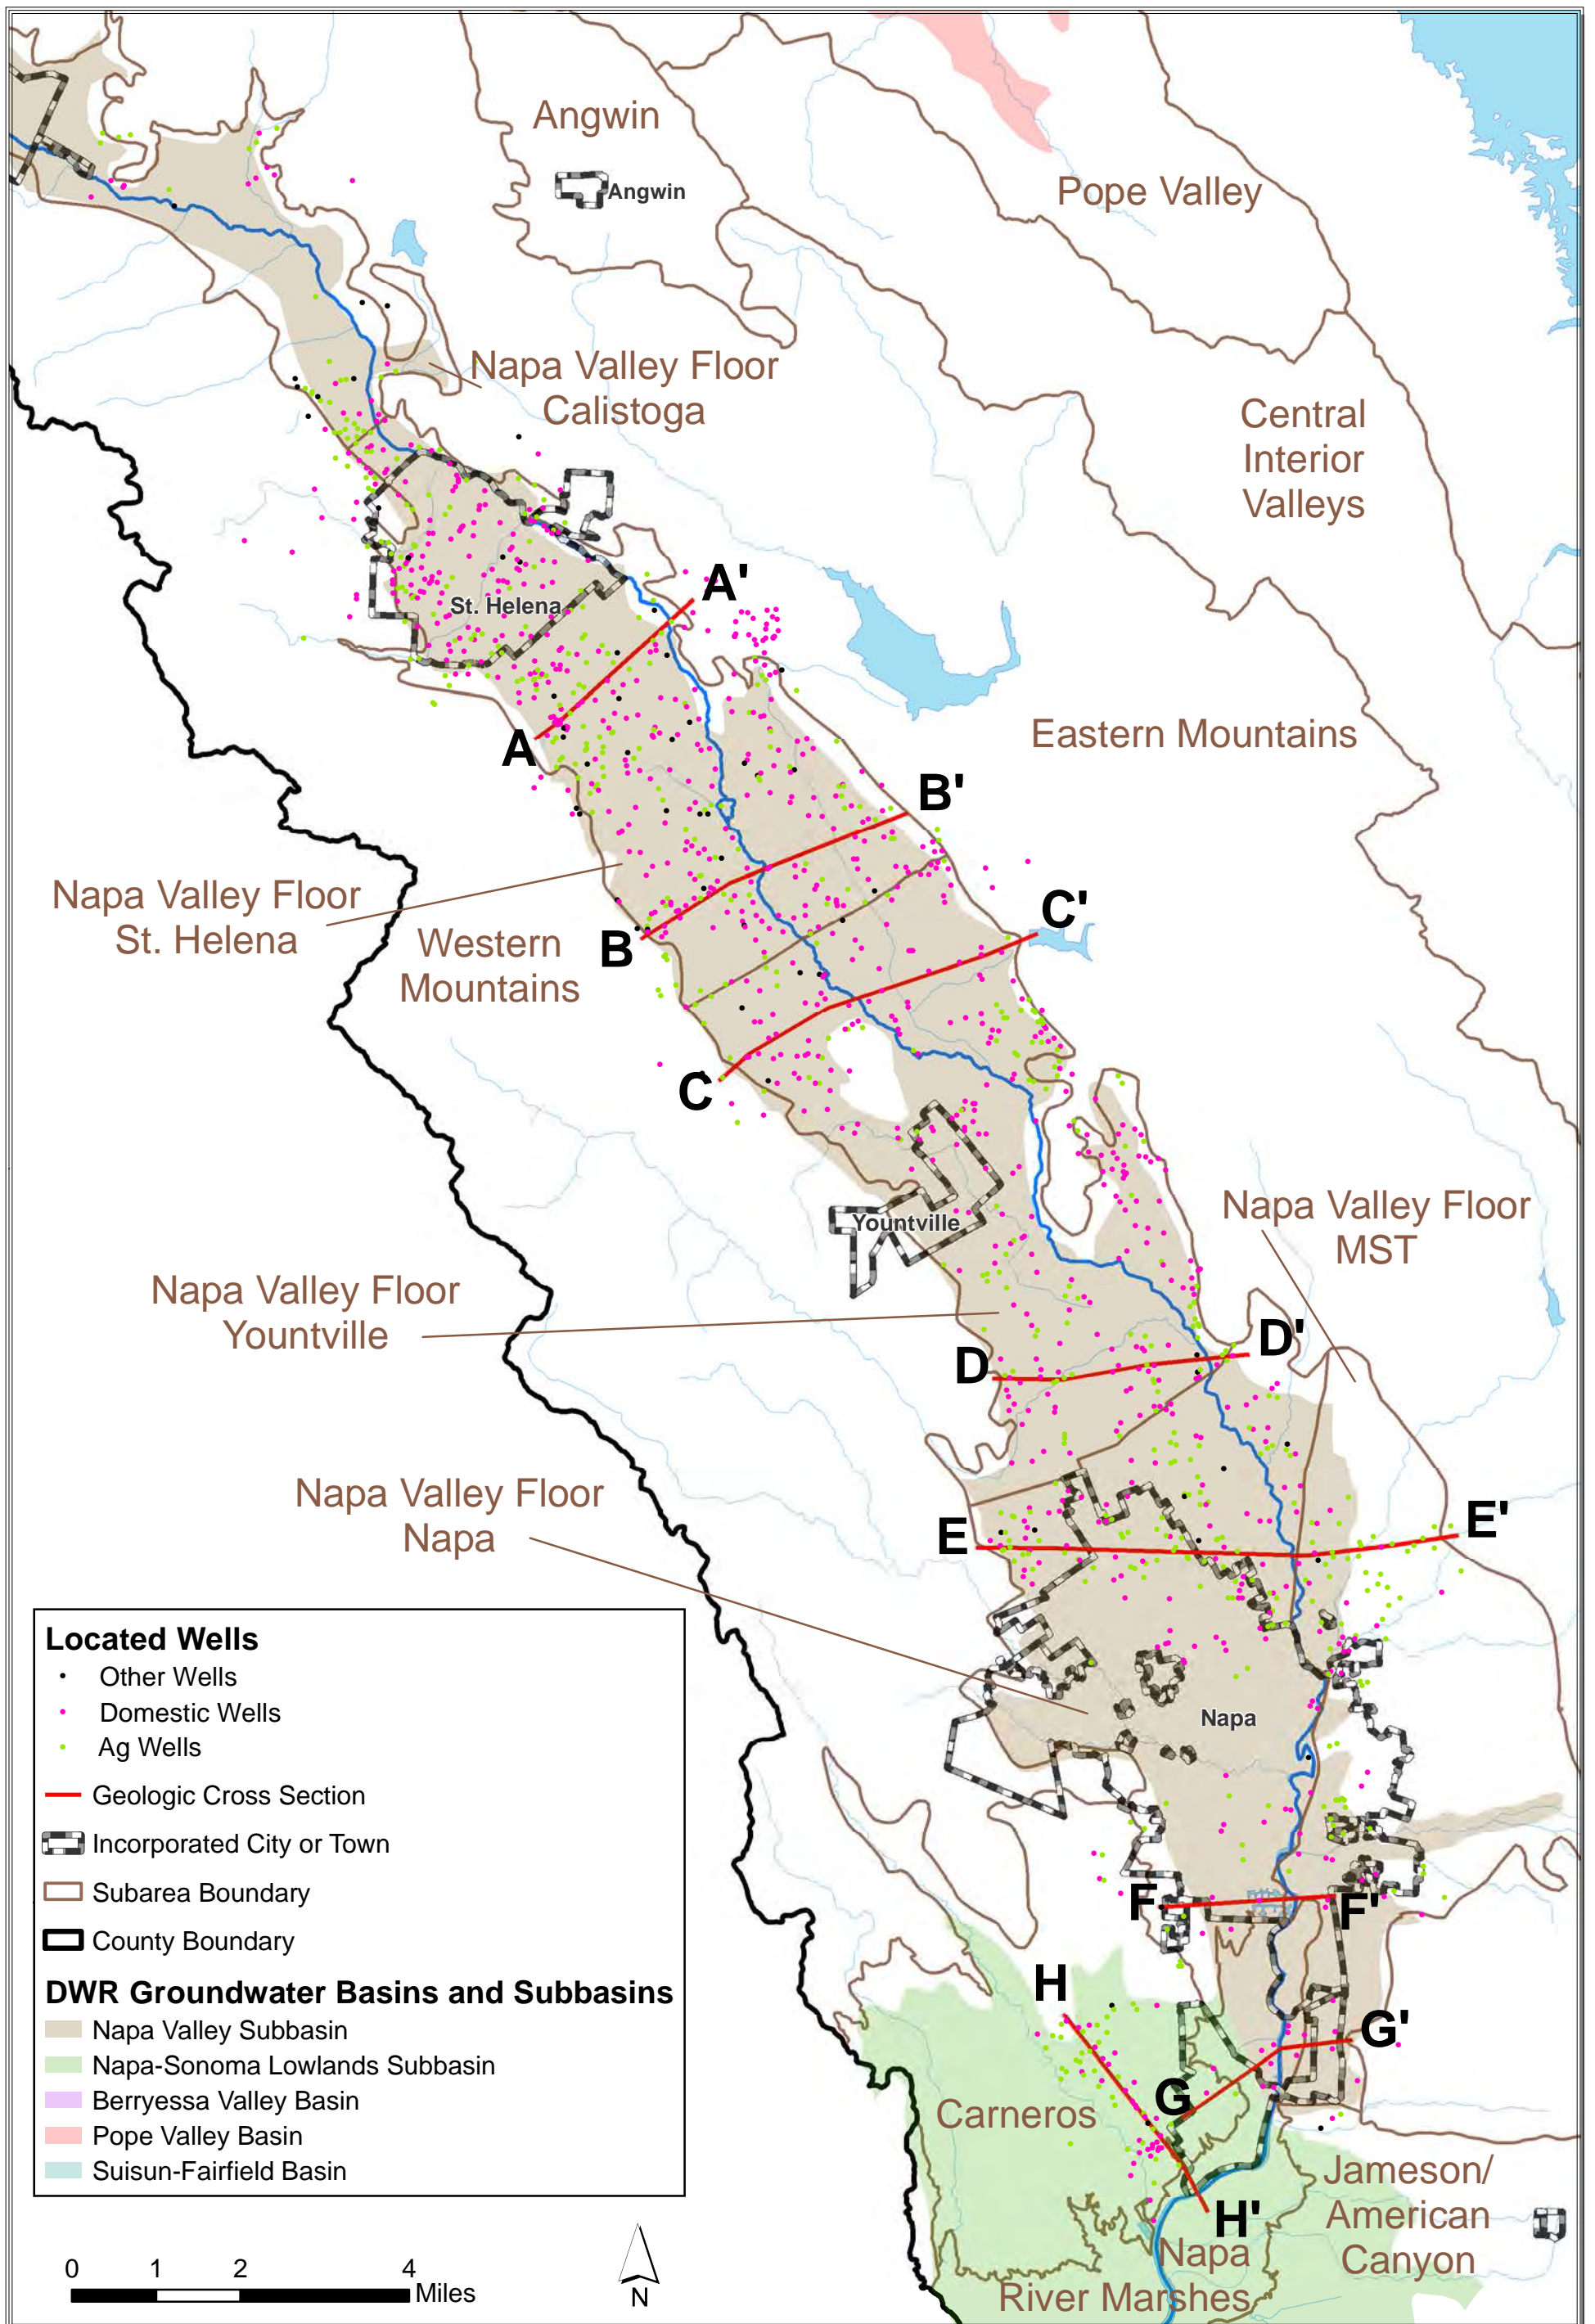 Angwin
Angwin
Pope Valley
Napa Valley Floor
Calistoga
Central
Interior
Valleys
A'
St. Helena
A
Eastern Mountains
B'
Napa Valley Floor
St. Helena
C'
Western
Mountains
B
C
Napa Valley Floor
MST
Yountville
Napa Valley Floor
Yountville
D'
D
Napa Valley Floor
Napa
E'
E
Napa
F
F'
H
G'
G
Carneros
Jameson/
American
Canyon
H'
Napa
River Marshes
Located Wells
Other Wells
Domestic Wells
Ag Wells
Geologic Cross Section
Incorporated City or Town
Subarea Boundary
County Boundary
DWR Groundwater Basins and Subbasins
Napa Valley Subbasin
Napa-Sonoma Lowlands Subbasin
Berryessa Valley Basin
Pope Valley Basin
Suisun-Fairfield Basin
0 1 2 4
Miles
N